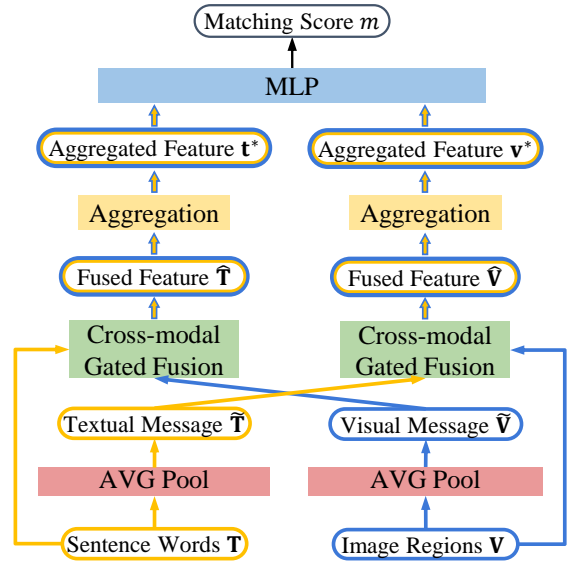 Matching Score m
MLP
Aggregated Feature t*
Aggregated Feature v*
Aggregation
Aggregation
Fused Feature T̂
Fused Feature V̂
Cross-modal
Gated Fusion
Cross-modal
Gated Fusion
Textual Message T̃
Visual Message Ṽ
AVG Pool
AVG Pool
Sentence Words T
Image Regions V